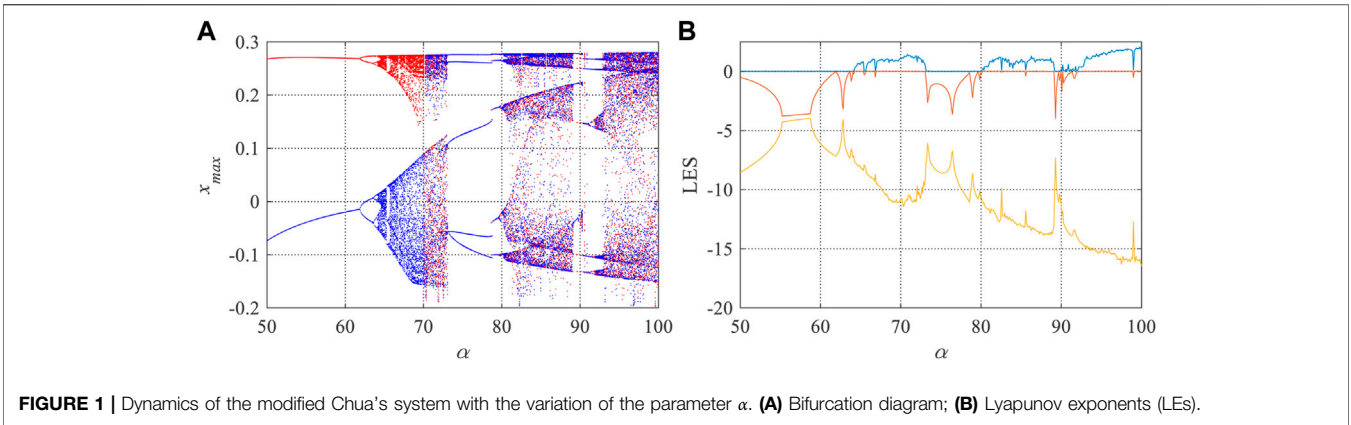 A
0.3
0.2
0.1
0
-0.1
-0.2
x_max
50 60 70 80 90 100
α
B
0
-5
-10
-15
-20
LES
50 60 70 80 90 100
α
FIGURE 1 | Dynamics of the modified Chua's system with the variation of the parameter α. (A) Bifurcation diagram; (B) Lyapunov exponents (LEs).